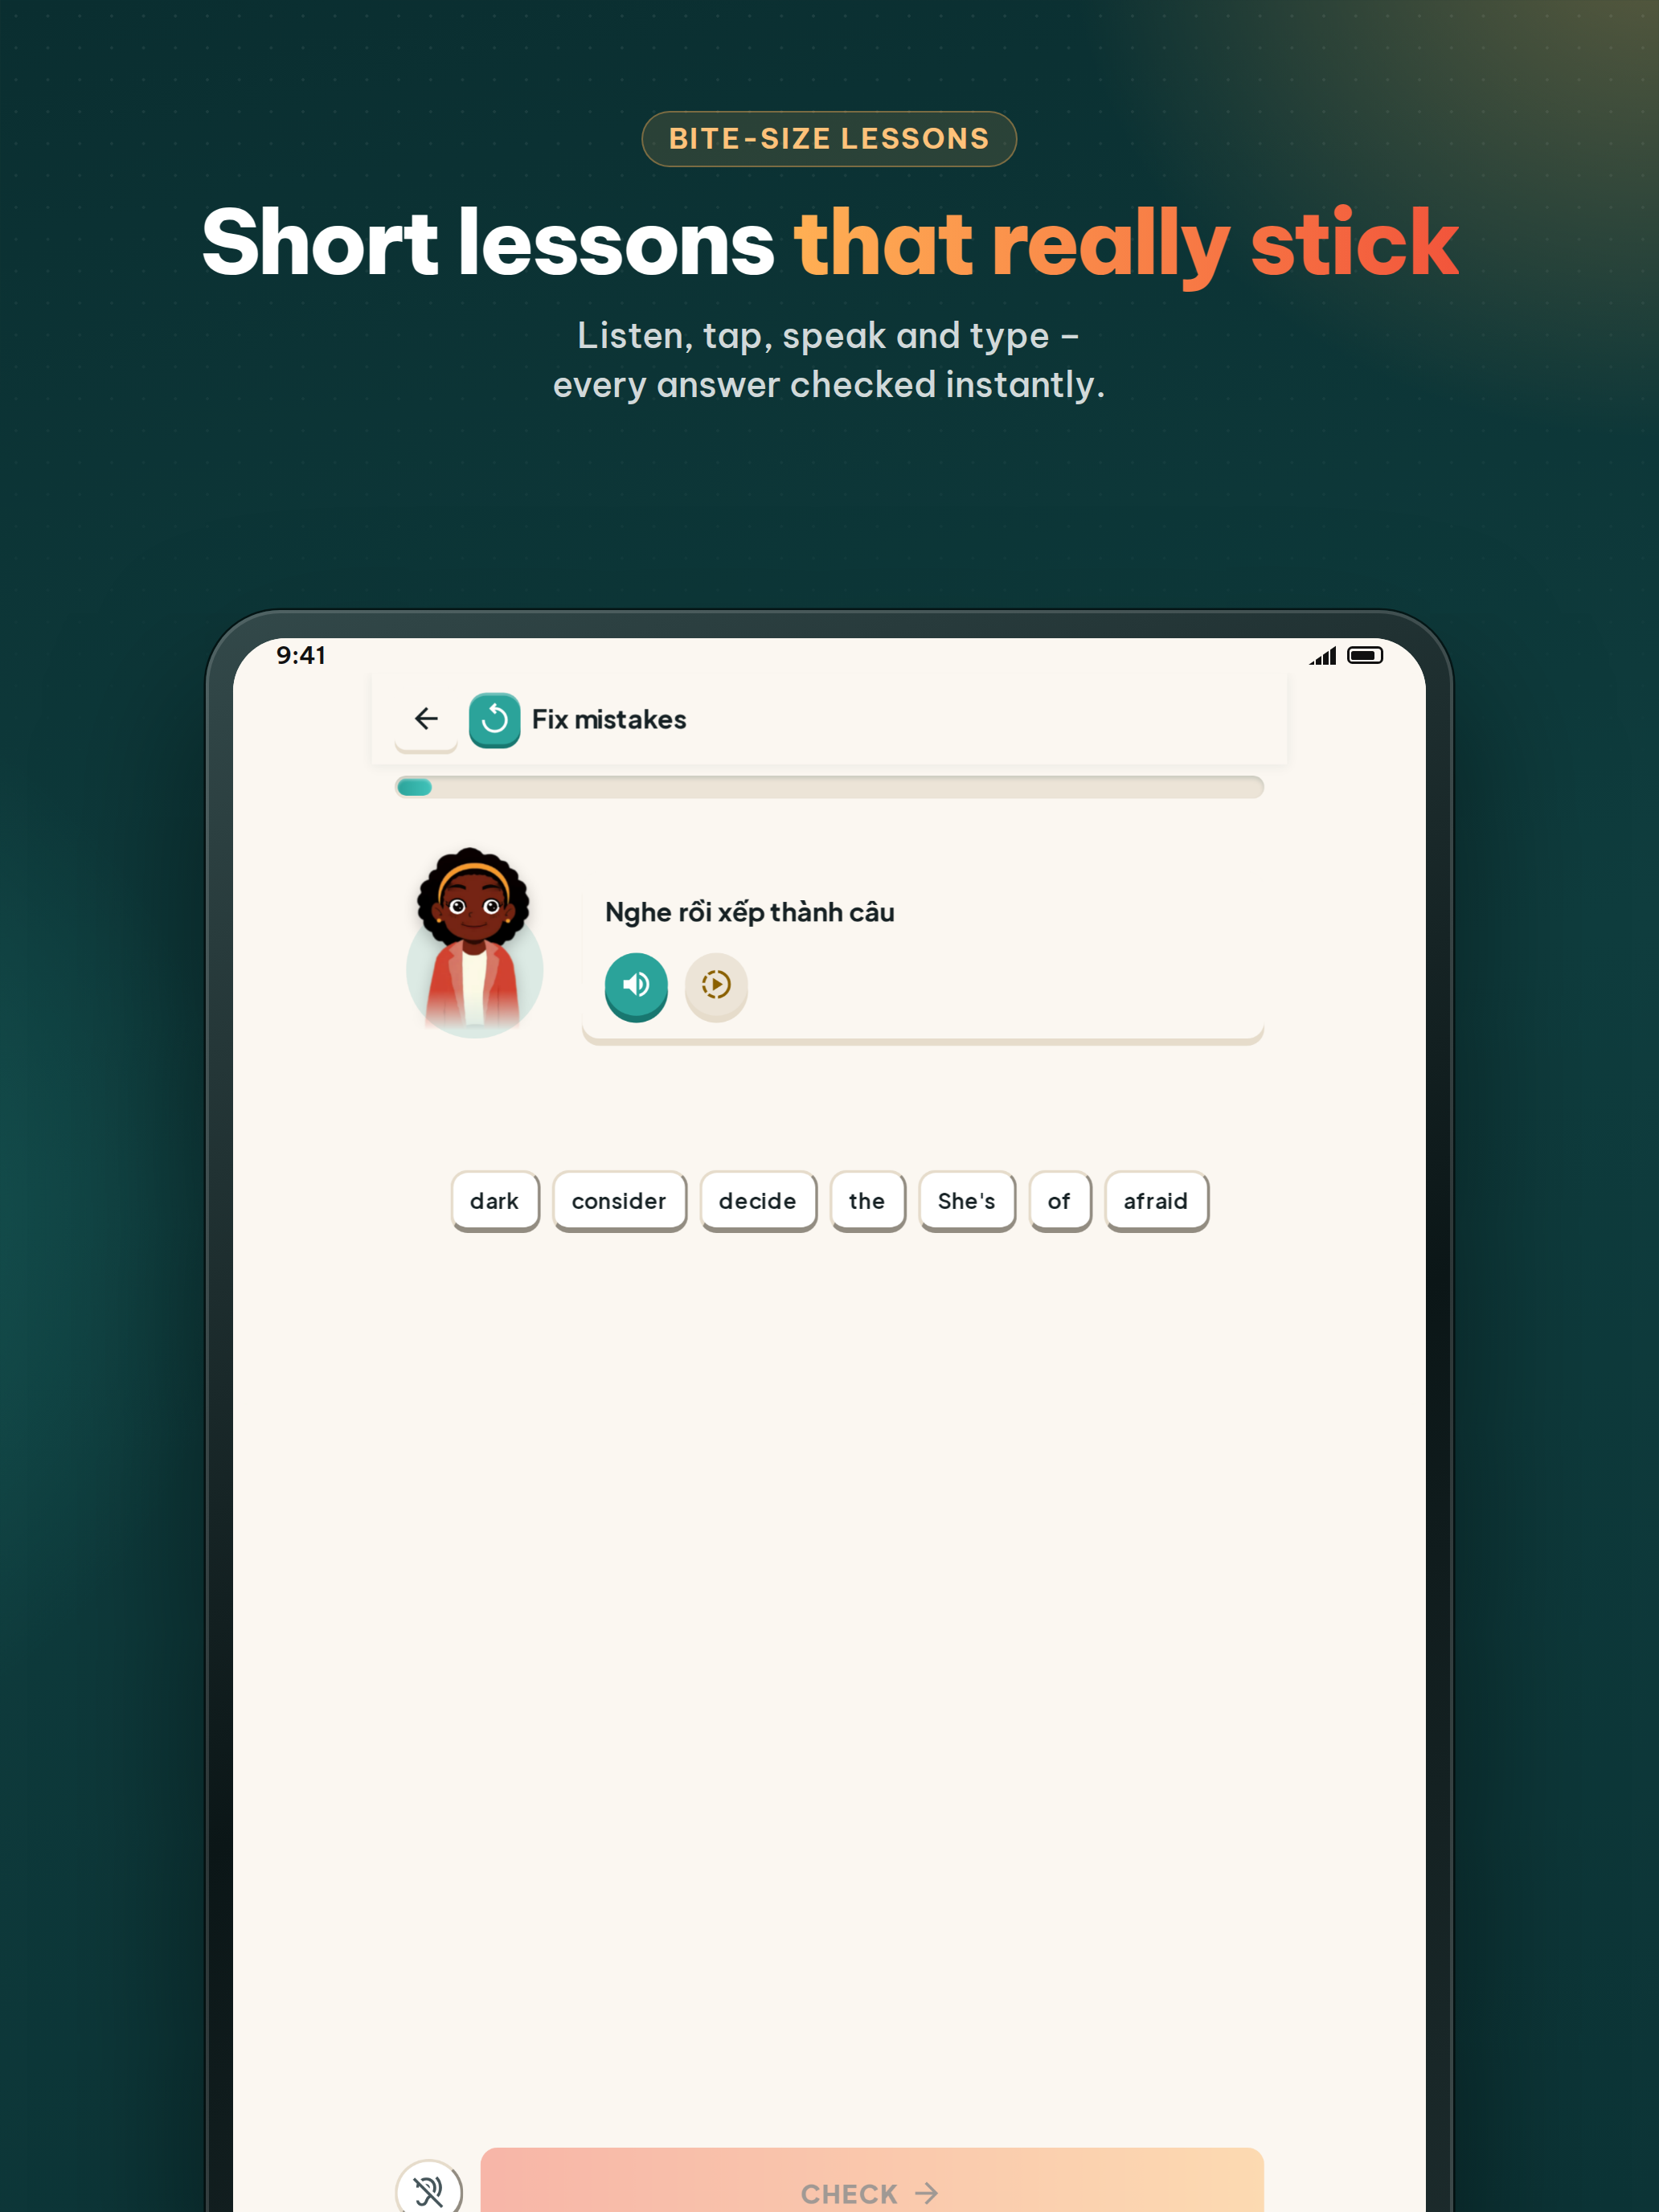 BITE-SIZE LESSONS
Short lessons that really stick
Listen, tap, speak and type –
every answer checked instantly.
9:41
Fix mistakes
Nghe rồi xếp thành câu
dark consider decide the She's of afraid
CHECK